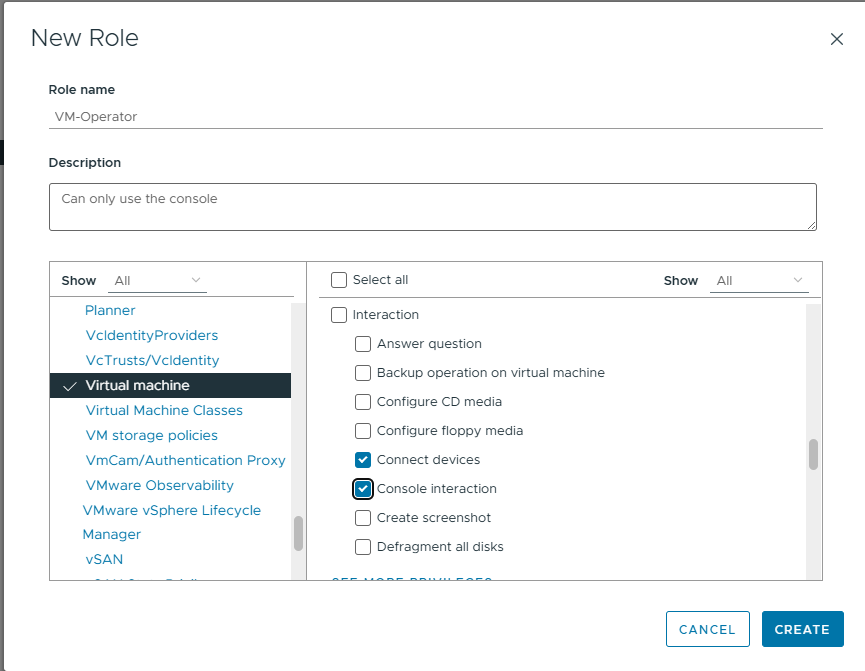 New Role
Role name
VM-Operator
Description
Can only use the console
Show All
Planner
VcIdentityProviders
VcTrusts/VcIdentity
Virtual machine
Virtual Machine Classes
VM storage policies
VmCam/Authentication Proxy
VMware Observability
VMware vSphere Lifecycle
Manager
vSAN
Select all Show All
Interaction
Answer question
Backup operation on virtual machine
Configure CD media
Configure floppy media
Connect devices
Console interaction
Create screenshot
Defragment all disks
SEE MORE PRIVILEGES
CANCEL CREATE